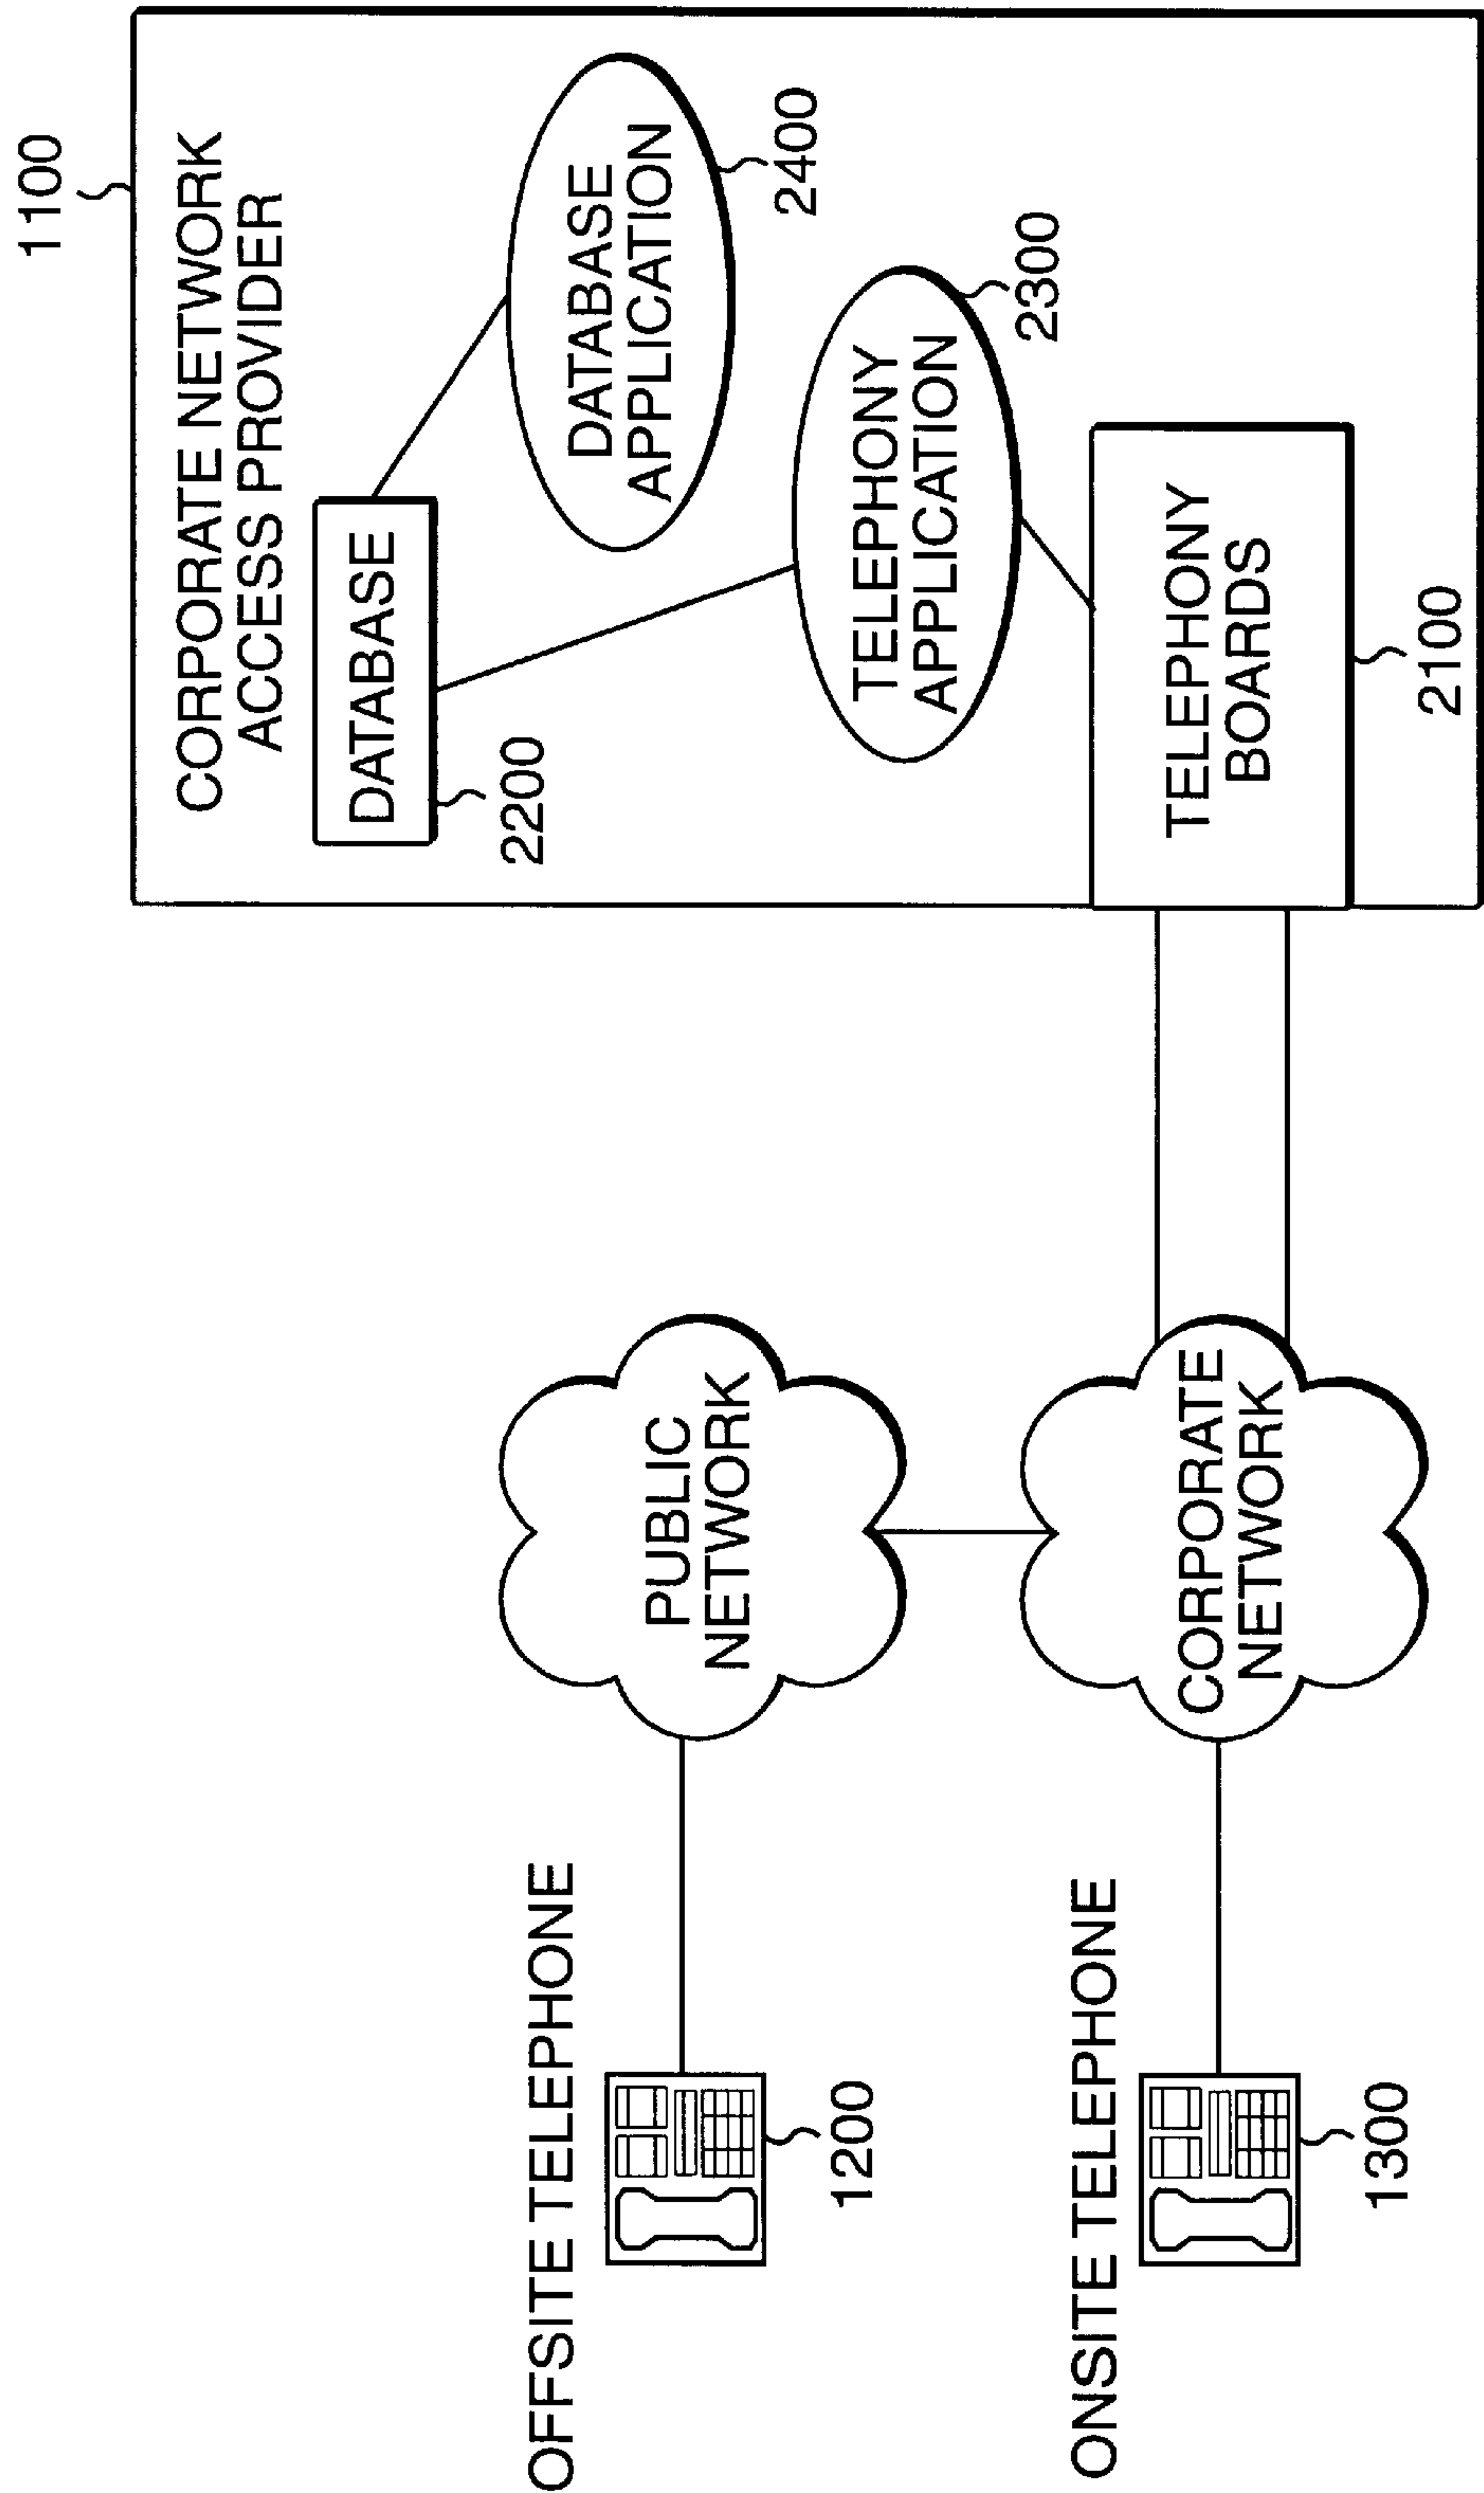 1100
CORPORATE NETWORK
ACCESS PROVIDER
DATABASE
2200
DATABASE
APPLICATION
2400
TELEPHONY
APPLICATION
2300
TELEPHONY
BOARDS
2100
OFFSITE TELEPHONE
1200
PUBLIC
NETWORK
ONSITE TELEPHONE
1300
CORPORATE
NETWORK